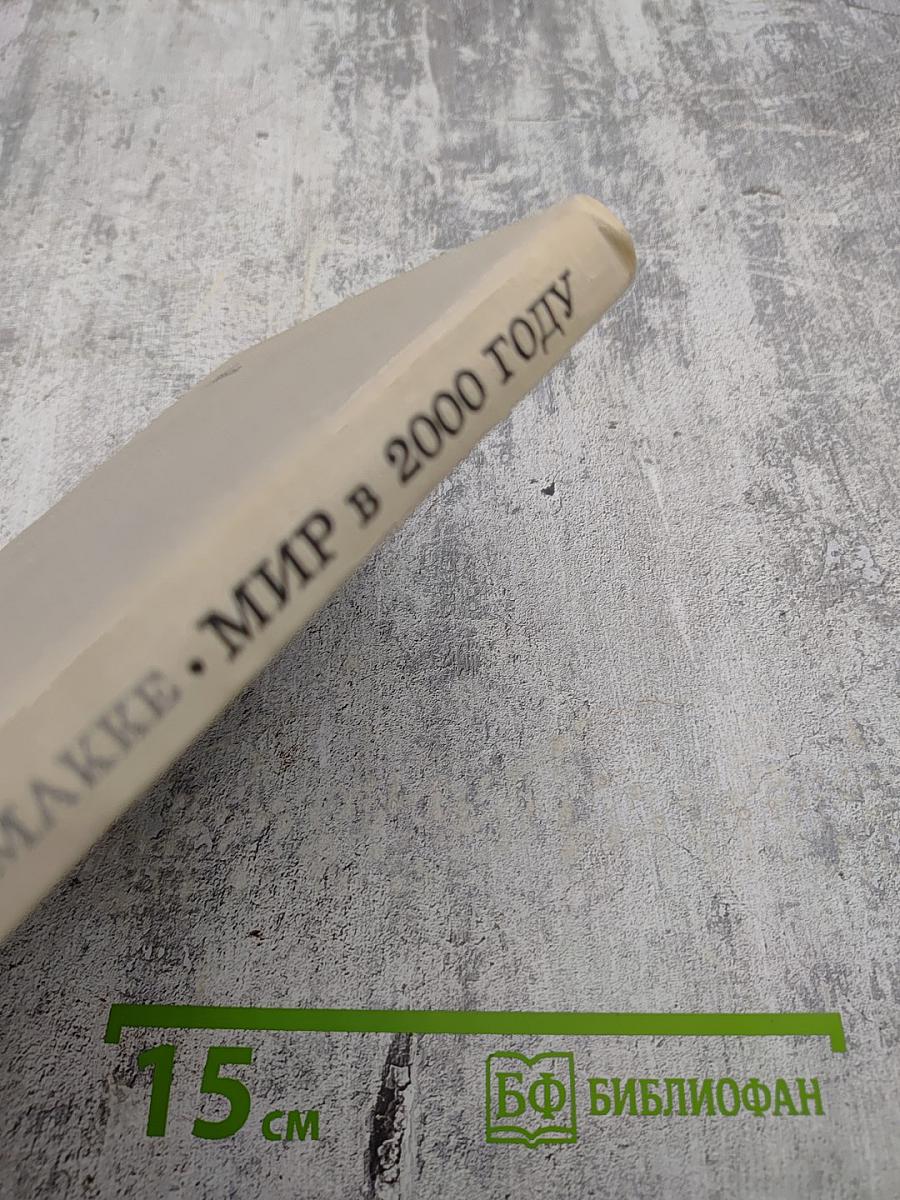 МАККЕ • МИР в 2000 ГОДУ
15 см
БФ БИБЛИОФАН